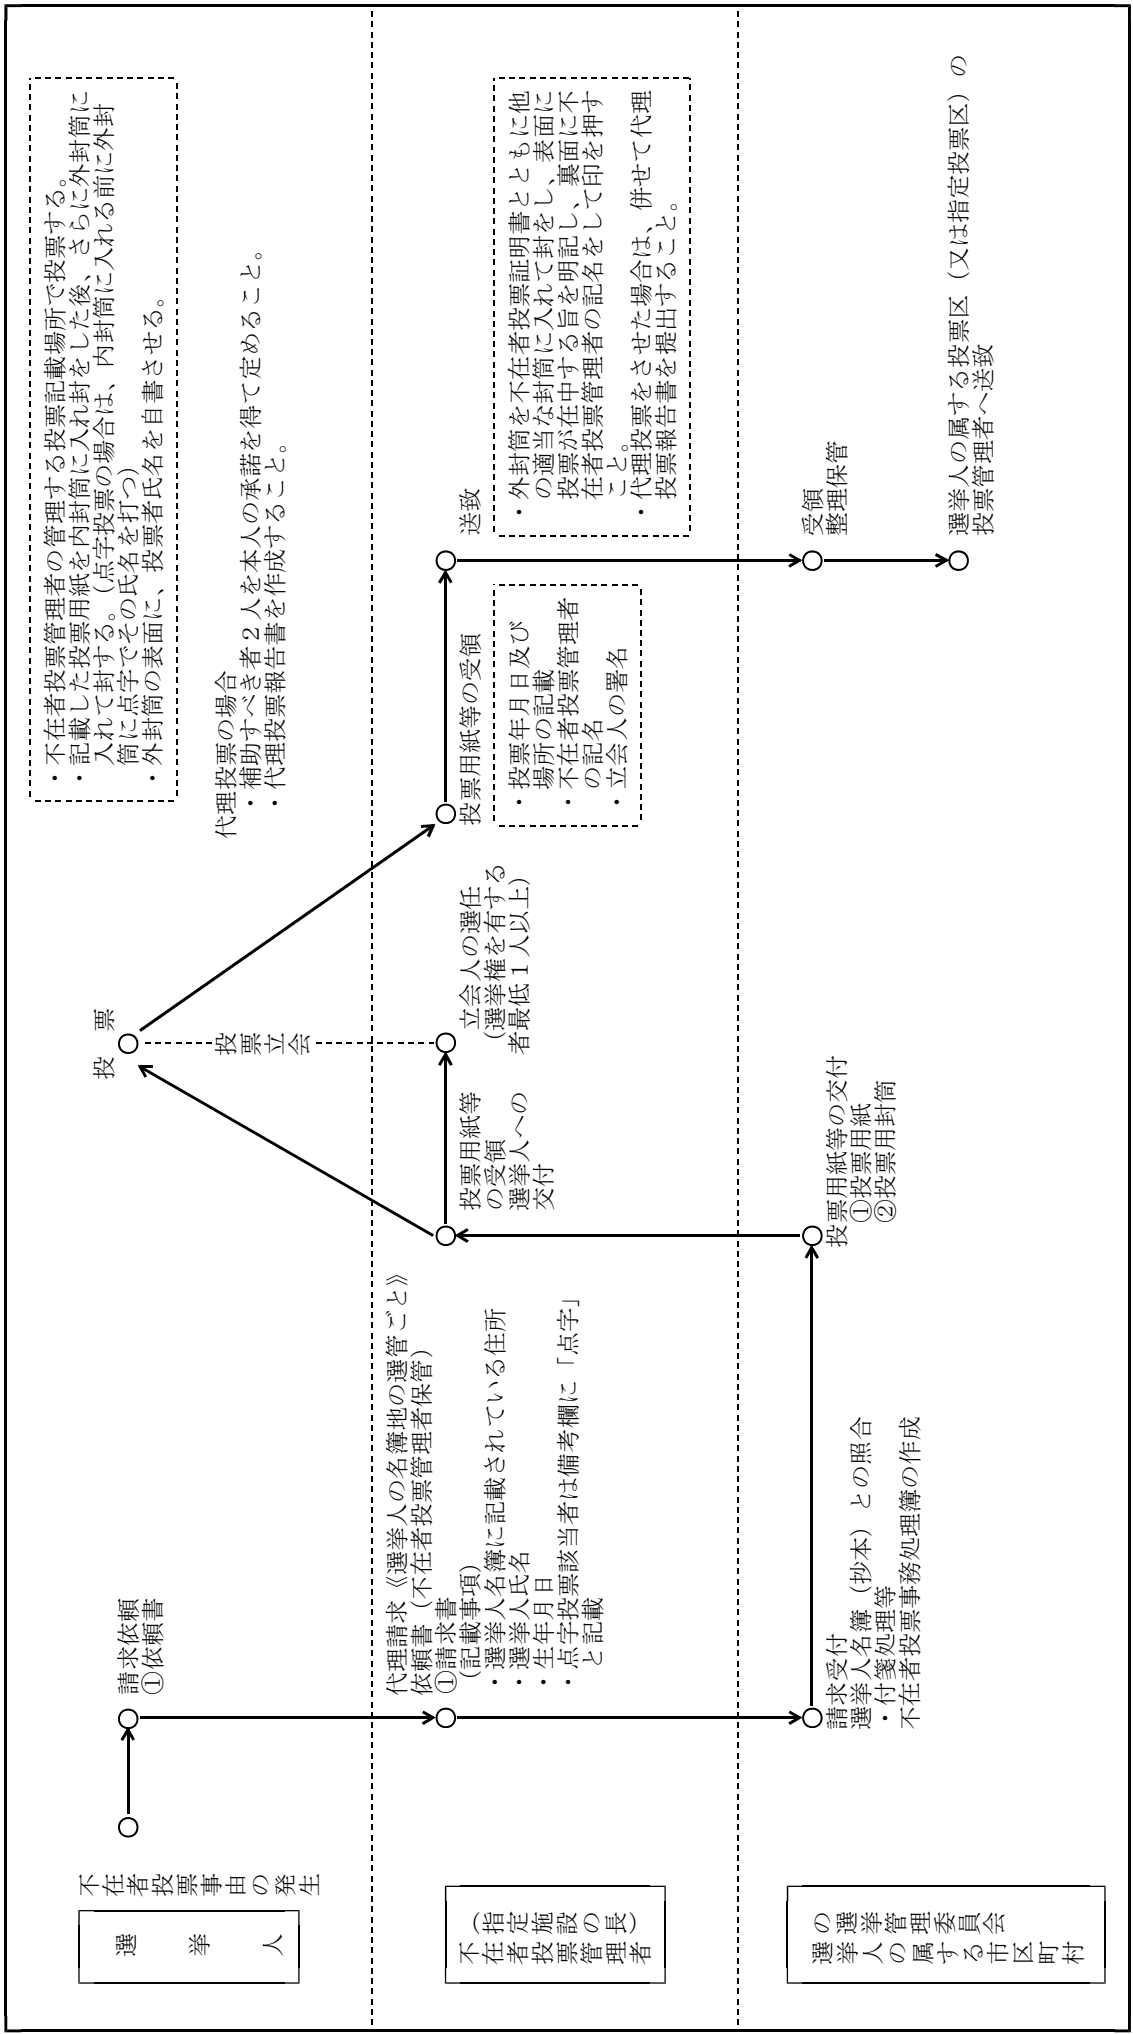 選挙人
不在者投票事由の発生
請求依頼
①依頼書
投票
・不在者投票管理者の管理する投票記載場所で投票する。
・記載した投票用紙を内封筒に入れ封をした後、さらに外封筒に
入れて封する。（点字投票の場合は、内封筒に入れる前に外封
筒に点字でその氏名を打つ）
・外封筒の表面に、投票者氏名を自書させる。
代理投票の場合
・補助すべき者２人を本人の承諾を得て定めること。
・代理投票報告書を作成すること。
投票立会
不在者投票管理者
（指定施設の長）
代理請求《選挙人の名簿地の選管ごと》
依頼書（不在者投票管理者保管）
①請求書
（記載事項）
・選挙人名簿に記載されている住所
・選挙人氏名
・生年月日
・点字投票該当者は備考欄に「点字」
と記載
投票用紙等
の受領
選挙人への
交付
立会人の選任
（選挙権を有する
者最低１人以上）
投票用紙等の受領
・投票年月日及び
場所の記載
・不在者投票管理者
の記名
・立会人の署名
送致
・外封筒を不在者投票証明書とともに他
の適当な封筒に入れて封をし、表面に
投票が在中する旨を明記し、裏面に不
在者投票管理者の記名をして印を押す
こと。
・代理投票をさせた場合は、併せて代理
投票報告書を提出すること。
選挙人の属する市区町村
の選挙管理委員会
請求受付
選挙人名簿（抄本）との照合
・付箋処理等
不在者投票事務処理簿の作成
投票用紙等の交付
①投票用紙
②投票用封筒
受領
整理保管
選挙人の属する投票区（又は指定投票区）の
投票管理者へ送致